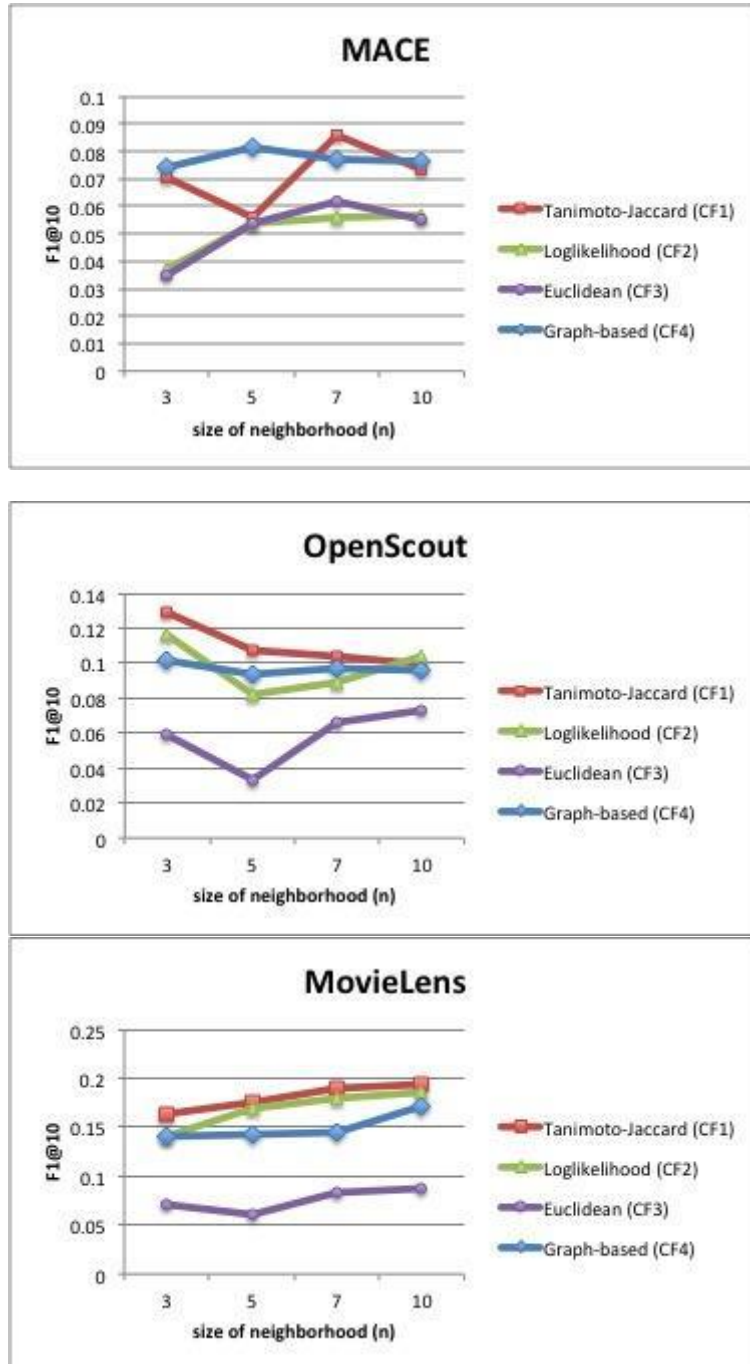 MACE
0.1
0.09
0.08
0.07
0.06
0.05
0.04
0.03
0.02
0.01
0
F1@10
3 5 7 10
size of neighborhood (n)
Tanimoto-Jaccard (CF1)
Loglikelihood (CF2)
Euclidean (CF3)
Graph-based (CF4)
OpenScout
0.14
0.12
0.1
0.08
0.06
0.04
0.02
0
F1@10
3 5 7 10
size of neighborhood (n)
Tanimoto-Jaccard (CF1)
Loglikelihood (CF2)
Euclidean (CF3)
Graph-based (CF4)
MovieLens
0.25
0.2
0.15
0.1
0.05
0
F1@10
3 5 7 10
size of neighborhood (n)
Tanimoto-Jaccard (CF1)
Loglikelihood (CF2)
Euclidean (CF3)
Graph-based (CF4)